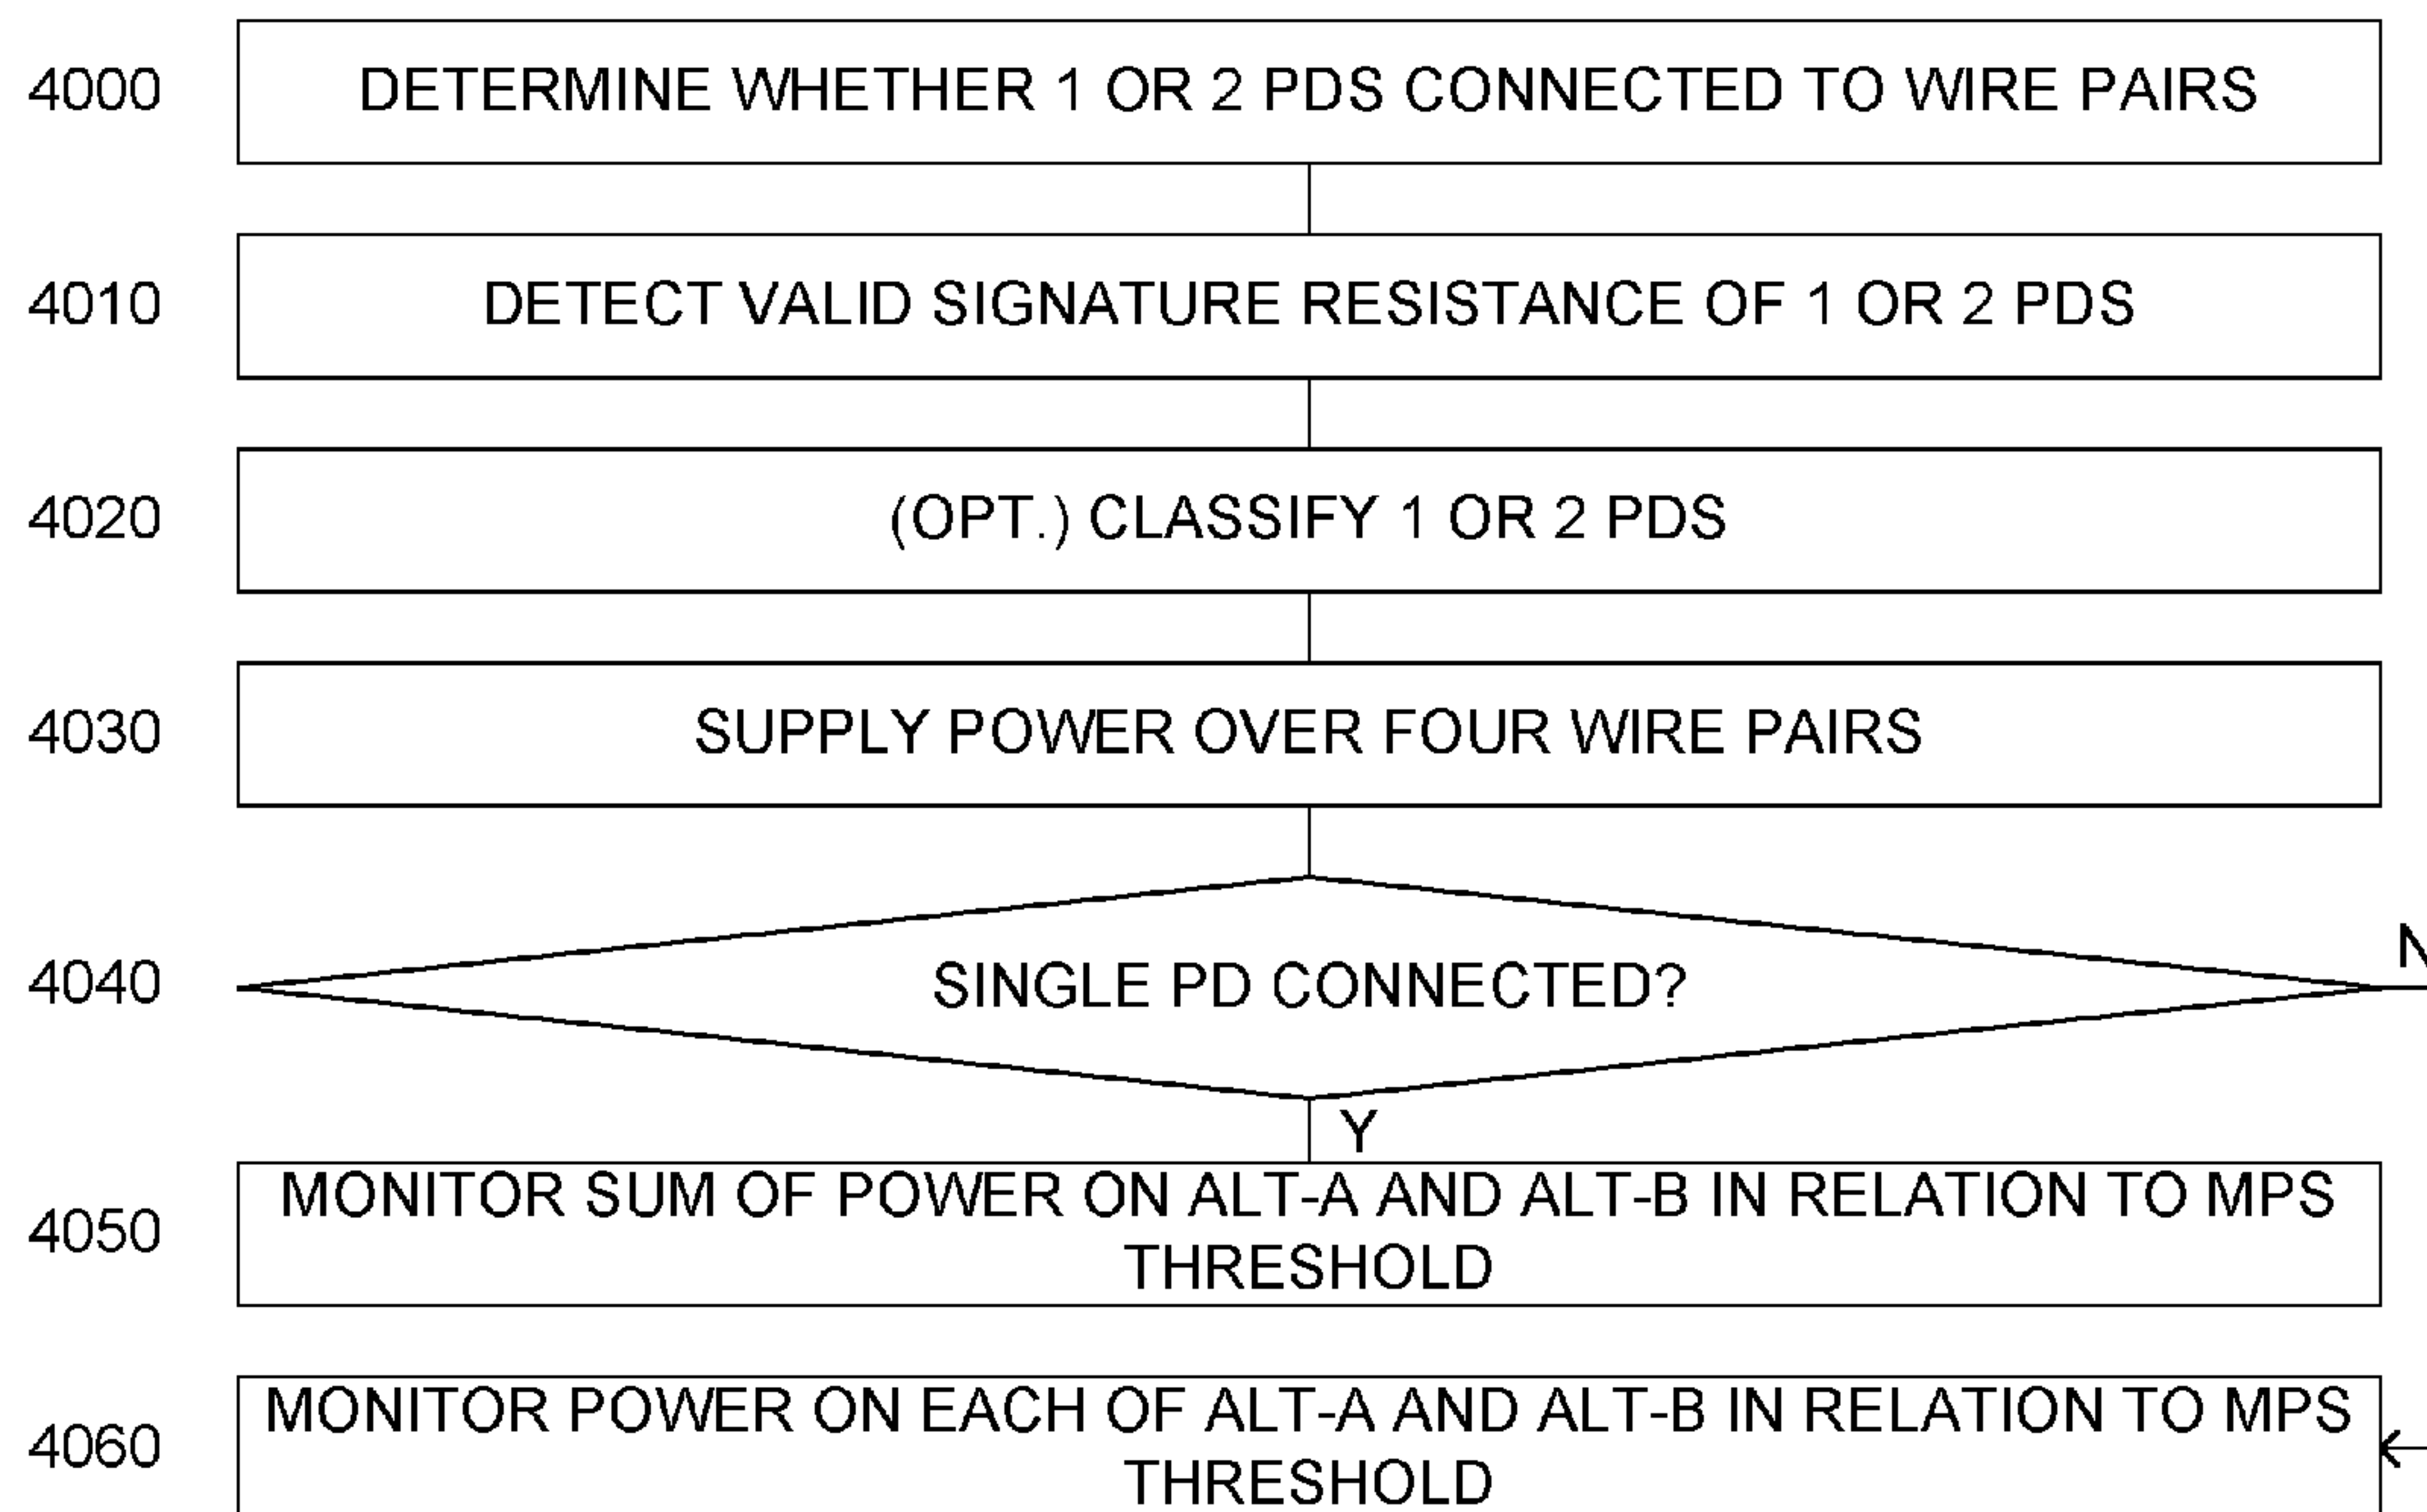 4000 DETERMINE WHETHER 1 OR 2 PDS CONNECTED TO WIRE PAIRS
4010 DETECT VALID SIGNATURE RESISTANCE OF 1 OR 2 PDS
4020 (OPT.) CLASSIFY 1 OR 2 PDS
4030 SUPPLY POWER OVER FOUR WIRE PAIRS
4040 SINGLE PD CONNECTED?
N
Y
4050 MONITOR SUM OF POWER ON ALT-A AND ALT-B IN RELATION TO MPS
THRESHOLD
4060 MONITOR POWER ON EACH OF ALT-A AND ALT-B IN RELATION TO MPS
THRESHOLD